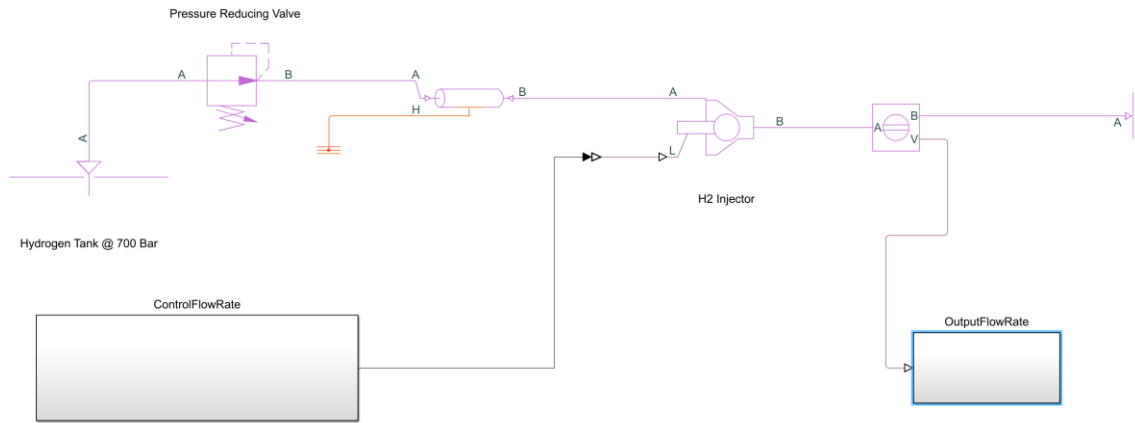 Pressure Reducing Valve
A
B
A
B
A
H
A
B
A
B
V
A
A
L
H2 Injector
Hydrogen Tank @ 700 Bar
ControlFlowRate
OutputFlowRate